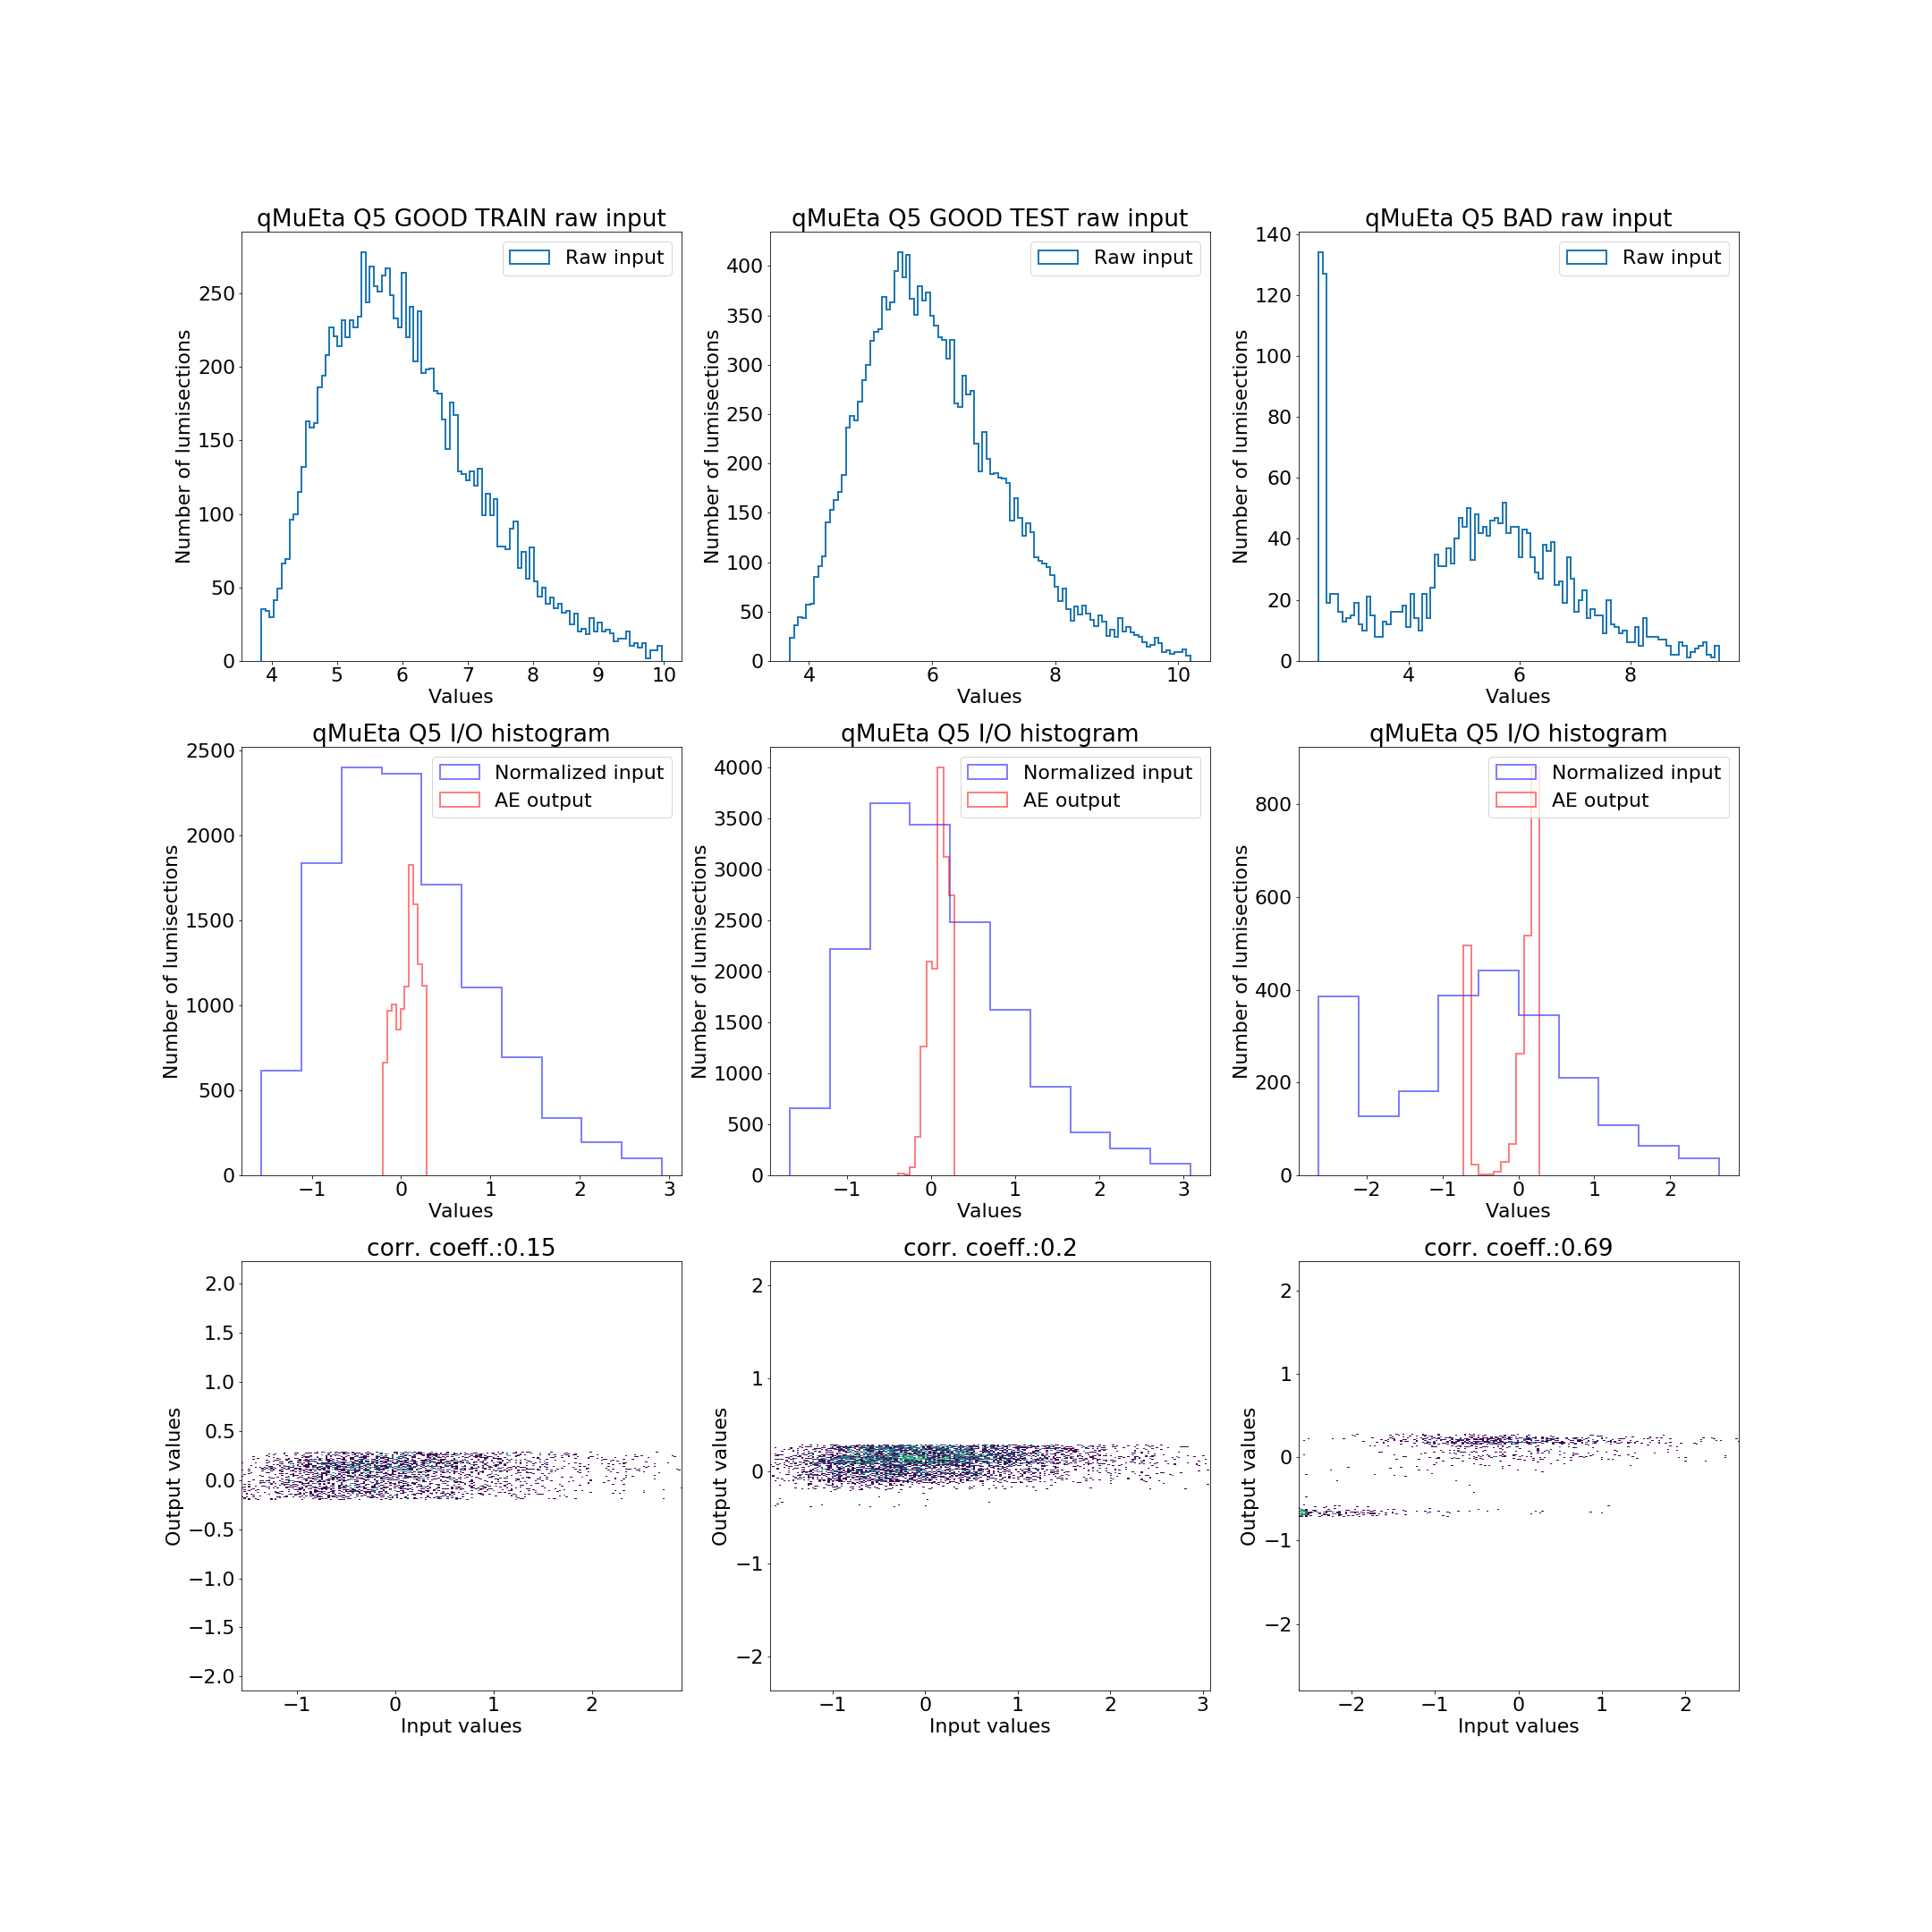 qMuEta Q5 GOOD TRAIN raw input
Raw input
Number of lumisections
250
200
150
100
50
0
4 5 6 7 8 9 10
Values
qMuEta Q5 GOOD TEST raw input
Raw input
Number of lumisections
400
350
300
250
200
150
100
50
0
4 6 8 10
Values
qMuEta Q5 BAD raw input
Raw input
Number of lumisections
140
120
100
80
60
40
20
0
4 6 8
Values
qMuEta Q5 I/O histogram
Normalized input
AE output
Number of lumisections
2500
2000
1500
1000
500
0
−1 0 1 2 3
Values
qMuEta Q5 I/O histogram
Normalized input
AE output
Number of lumisections
4000
3500
3000
2500
2000
1500
1000
500
0
−1 0 1 2 3
Values
qMuEta Q5 I/O histogram
Normalized input
AE output
Number of lumisections
800
600
400
200
0
−2 −1 0 1 2
Values
corr. coeff.:0.15
Output values
2.0
1.5
1.0
0.5
0.0
−0.5
−1.0
−1.5
−2.0
−1 0 1 2
Input values
corr. coeff.:0.2
Output values
2
1
0
−1
−2
−1 0 1 2 3
Input values
corr. coeff.:0.69
Output values
2
1
0
−1
−2
−2 −1 0 1 2
Input values